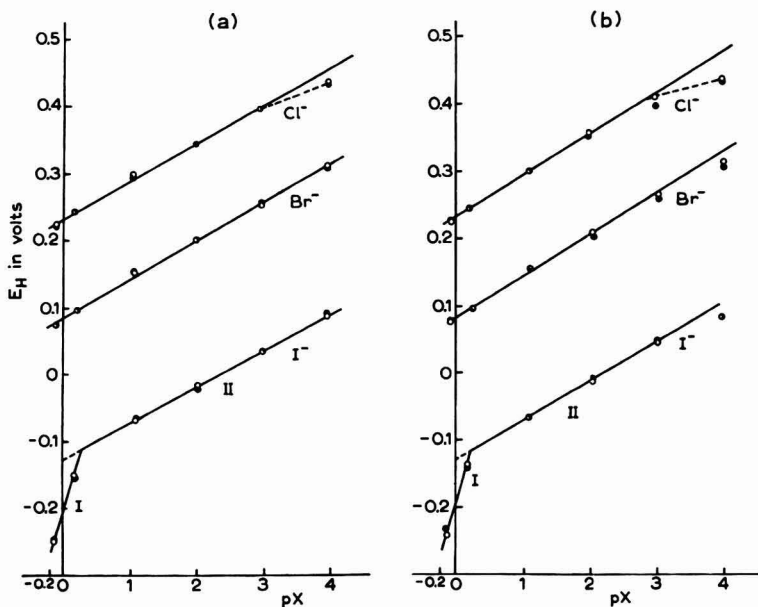 (a)
E_H in volts
0.5
0.4
0.3
0.2
0.1
0
-0.1
-0.2
Cl⁻
Br⁻
I⁻
II
I
-0.2 0 1 2 3 4
pX
(b)
0.5
0.4
0.3
0.2
0.1
0
-0.1
-0.2
Cl⁻
Br⁻
I⁻
II
I
-0.2 0 1 2 3 4
pX